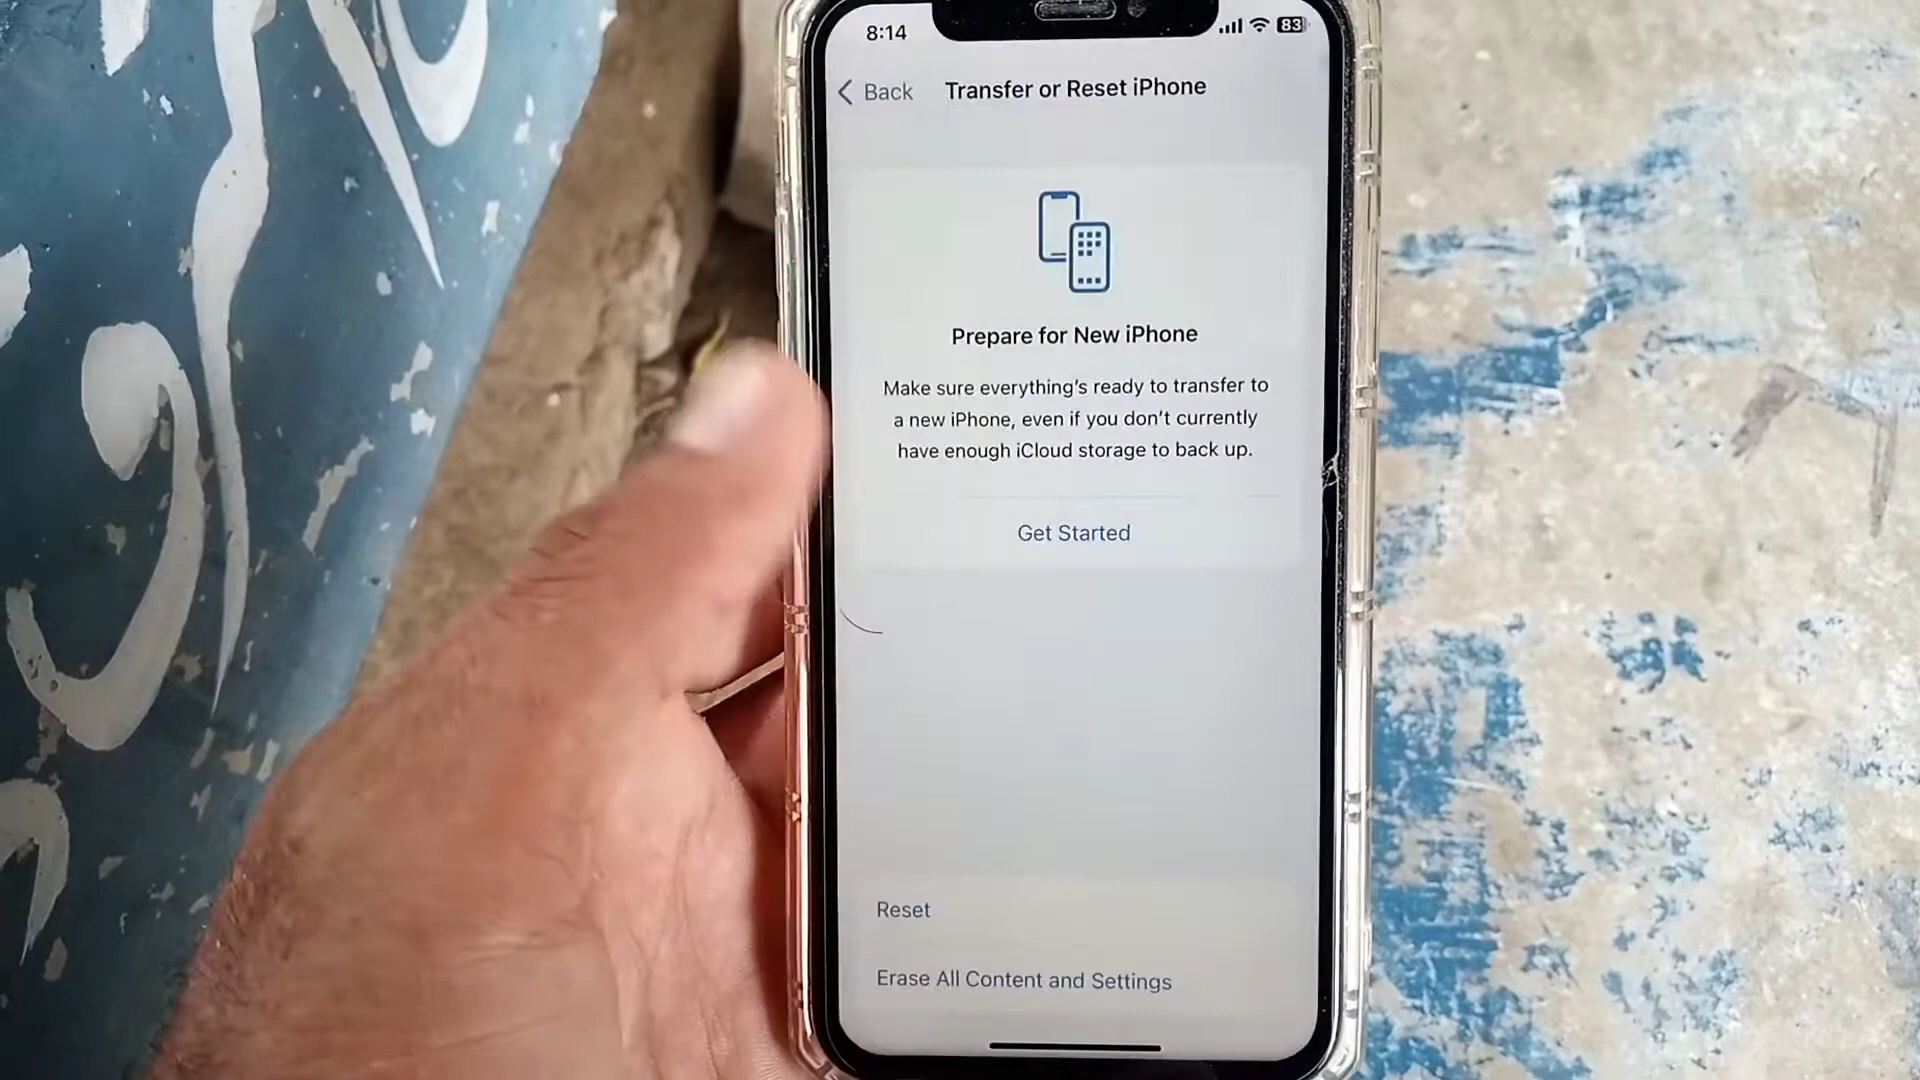 8:14
83
Back
Transfer or Reset iPhone
Prepare for New iPhone
Make sure everything's ready to transfer to
a new iPhone, even if you don't currently
have enough iCloud storage to back up.
Get Started
Reset
Erase All Content and Settings